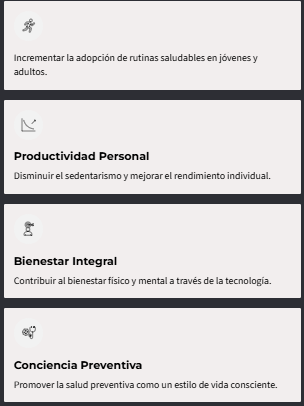 Incrementar la adopción de rutinas saludables en jóvenes y
adultos.
Productividad Personal
Disminuir el sedentarismo y mejorar el rendimiento individual.
Bienestar Integral
Contribuir al bienestar físico y mental a través de la tecnología.
Conciencia Preventiva
Promover la salud preventiva como un estilo de vida consciente.